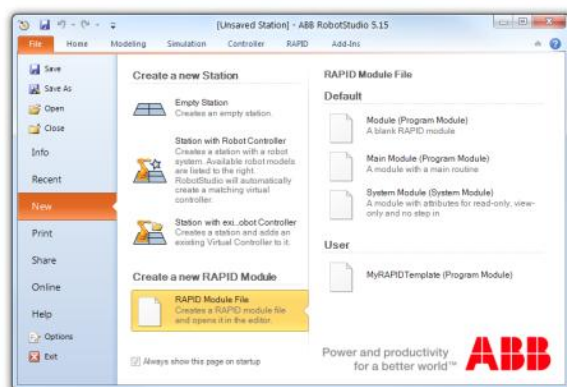 [Unsaved Station] - ABB RobotStudio 5.15
File Home Modeling Simulation Controller RAPID Add-Ins
Save
Save As
Open
Close
Info
Recent
New
Print
Share
Online
Help
Options
Exit
Create a new Station
Empty Station
Creates an empty station.
Station with Robot Controller
Creates a station with a robot
system. Available robot models
are listed to the right.
RobotStudio will automatically
create a matching virtual
controller.
Station with exi..obot Controller
Creates a station and adds an
existing Virtual Controller to it.
Create a new RAPID Module
RAPID Module File
Creates a RAPID module file
and opens it in the editor.
Always show this page on startup
RAPID Module File
Default
Module (Program Module)
A blank RAPID module
Main Module (Program Module)
A module with a main routine
System Module (System Module)
A module with attributes for read-only, view-
only and no step in
User
MyRAPIDTemplate (Program Module)
Power and productivity
for a better world™
ABB